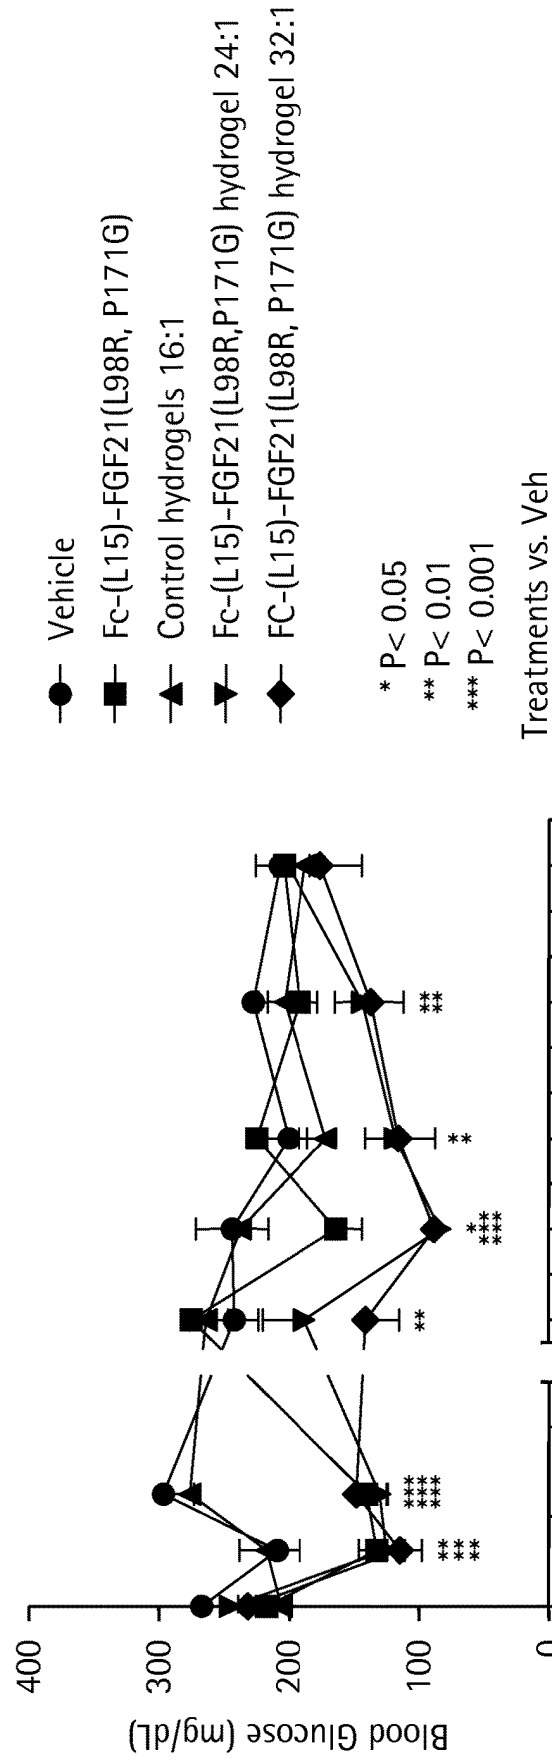 Blood Glucose (mg/dL)
400
300
200
100
0
***
***
***
***
***
**
*
***
***
**
**
**
Vehicle
Fc-(L15)-FGF21(L98R, P171G)
Control hydrogels 16:1
Fc-(L15)-FGF21(L98R,P171G) hydrogel 24:1
FC-(L15)-FGF21(L98R, P171G) hydrogel 32:1
* P< 0.05
** P< 0.01
*** P< 0.001
Treatments vs. Veh